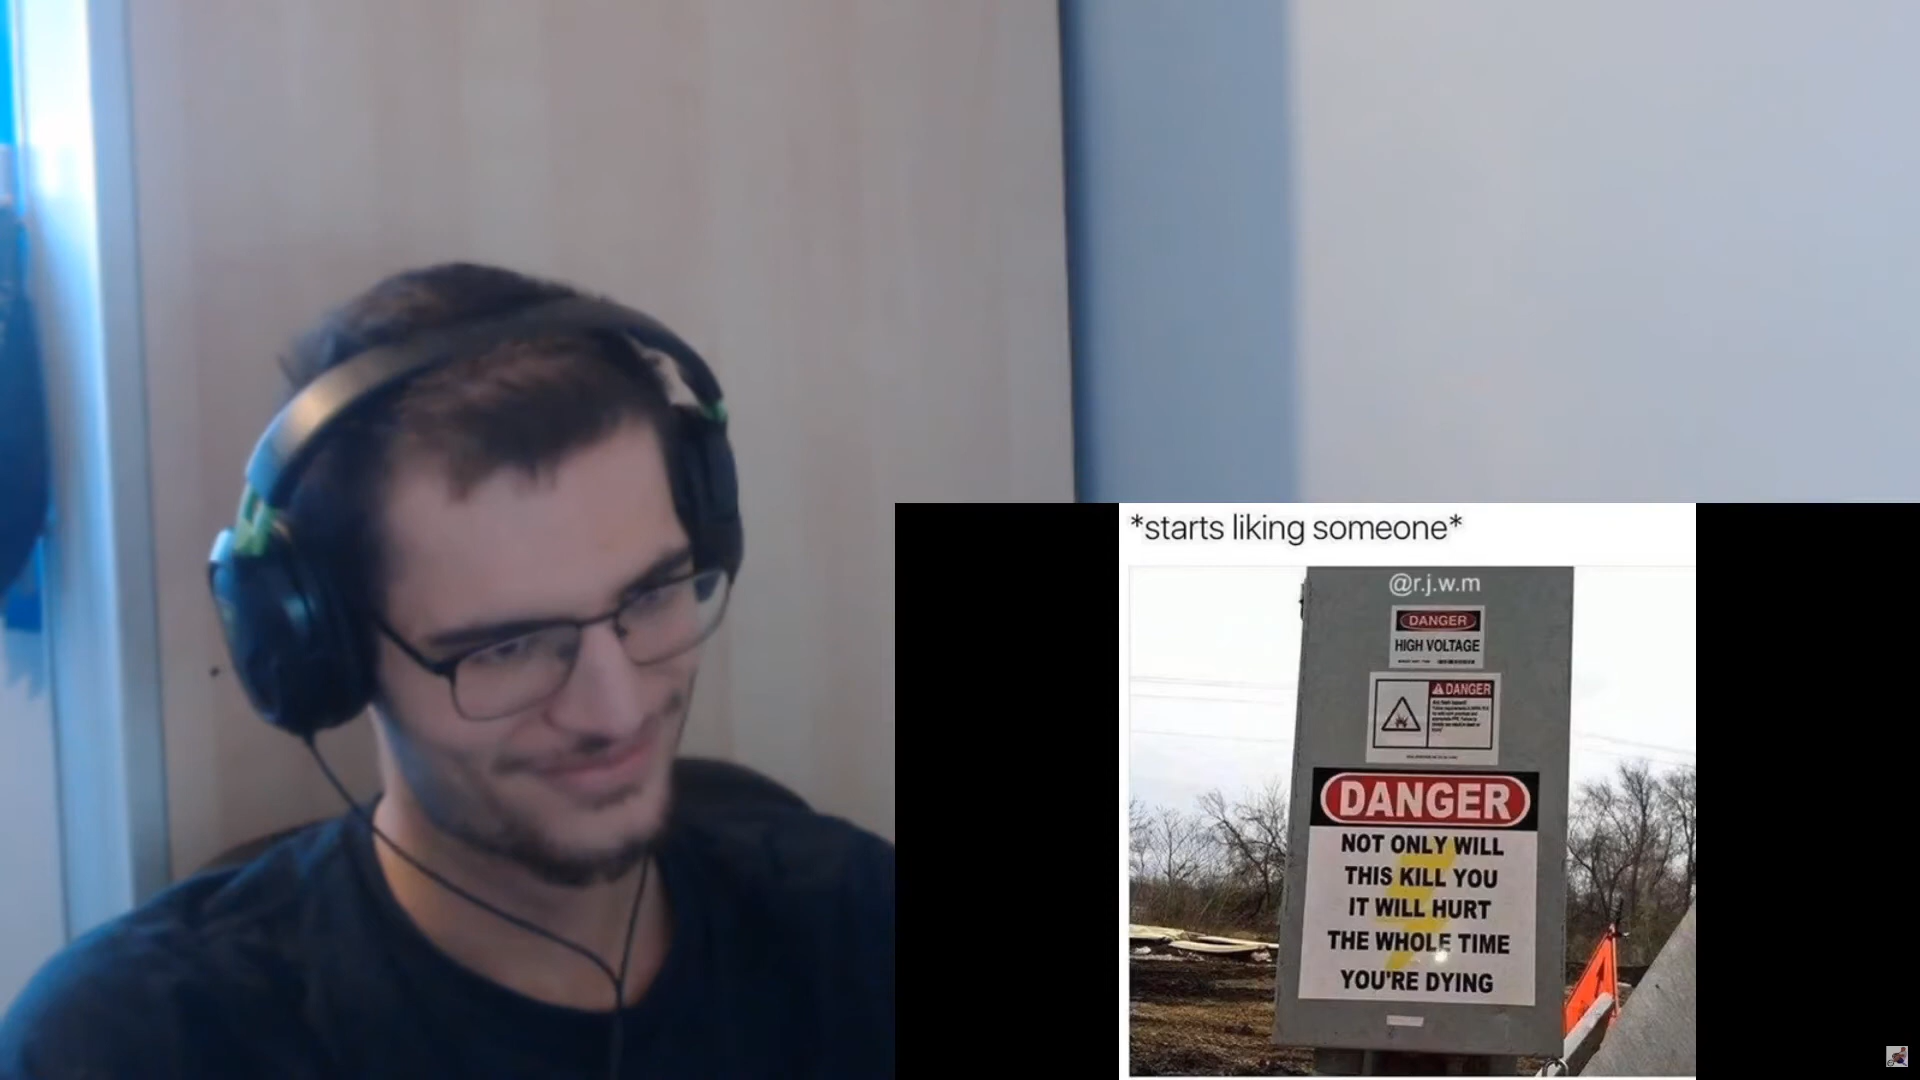 *starts liking someone*
@r.j.w.m
DANGER
HIGH VOLTAGE
DANGER
DANGER
NOT ONLY WILL
THIS KILL YOU
IT WILL HURT
THE WHOLE TIME
YOU'RE DYING